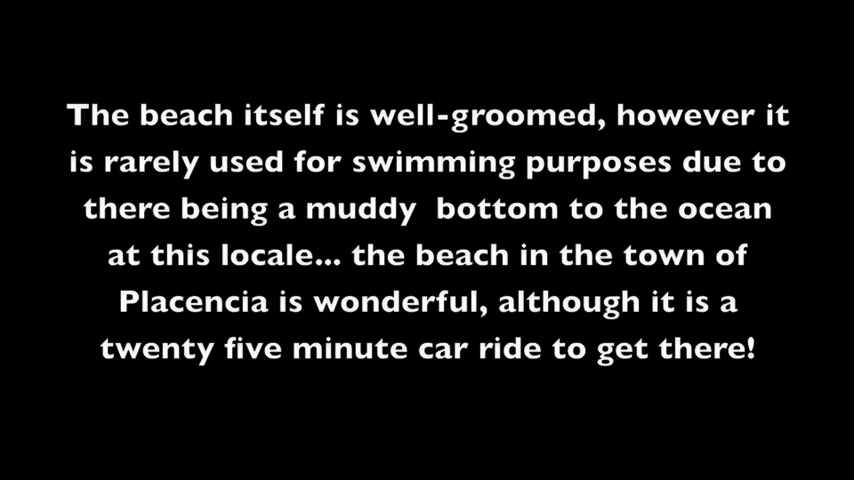 The beach itself is well-groomed, however it
is rarely used for swimming purposes due to
there being a muddy  bottom to the ocean
at this locale... the beach in the town of
Placencia is wonderful, although it is a
twenty five minute car ride to get there!